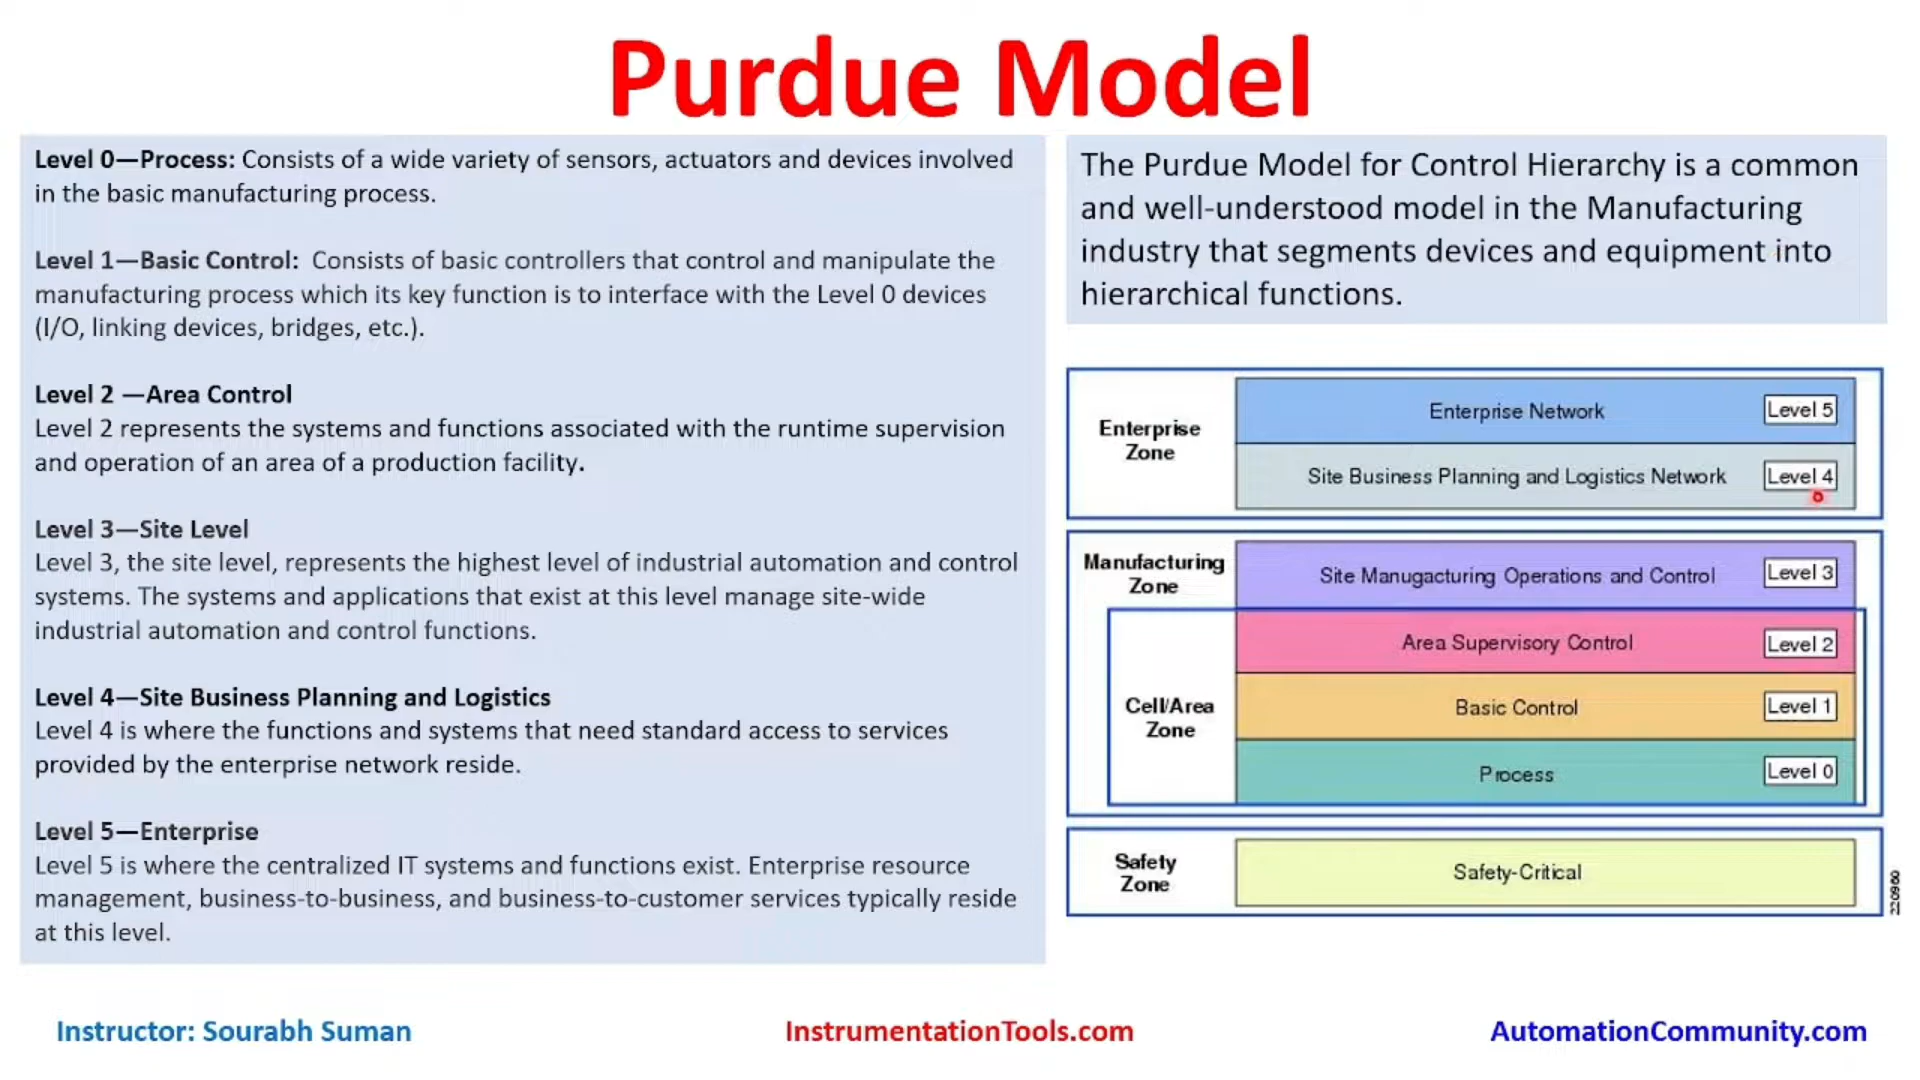 Purdue Model
Level 0—Process: Consists of a wide variety of sensors, actuators and devices involved
in the basic manufacturing process.
Level 1—Basic Control: Consists of basic controllers that control and manipulate the
manufacturing process which its key function is to interface with the Level 0 devices
(I/O, linking devices, bridges, etc.).
Level 2 —Area Control
Level 2 represents the systems and functions associated with the runtime supervision
and operation of an area of a production facility.
Level 3—Site Level
Level 3, the site level, represents the highest level of industrial automation and control
systems. The systems and applications that exist at this level manage site-wide
industrial automation and control functions.
Level 4—Site Business Planning and Logistics
Level 4 is where the functions and systems that need standard access to services
provided by the enterprise network reside.
Level 5—Enterprise
Level 5 is where the centralized IT systems and functions exist. Enterprise resource
management, business-to-business, and business-to-customer services typically reside
at this level.
The Purdue Model for Control Hierarchy is a common
and well-understood model in the Manufacturing
industry that segments devices and equipment into
hierarchical functions.
Enterprise
Zone
Enterprise Network
Level 5
Site Business Planning and Logistics Network
Level 4
Manufacturing
Zone
Site Manugacturing Operations and Control
Level 3
Cell/Area
Zone
Area Supervisory Control
Level 2
Basic Control
Level 1
Process
Level 0
Safety
Zone
Safety-Critical
220960
Instructor: Sourabh Suman
InstrumentationTools.com
AutomationCommunity.com